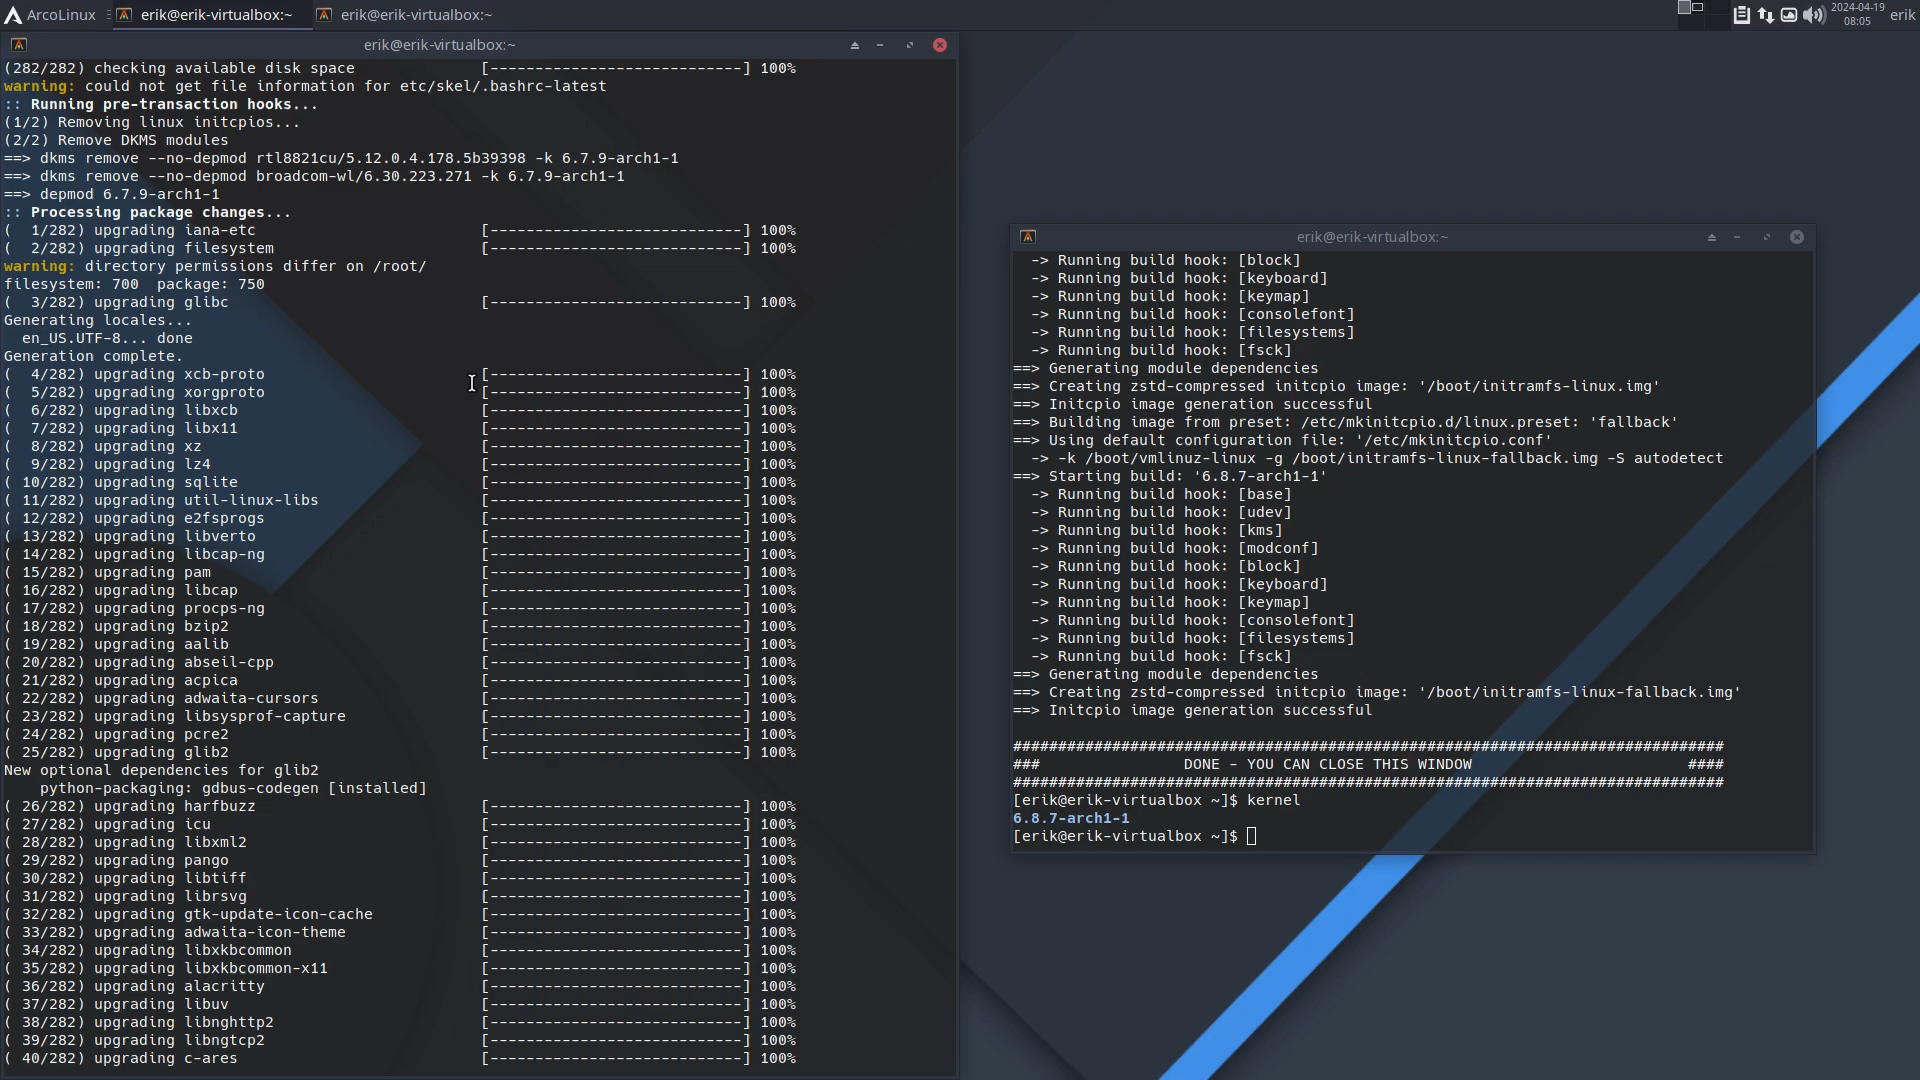 ArcoLinux erik@erik-virtualbox:~ erik@erik-virtualbox:~ 2024-04-19 08:05 erik
erik@erik-virtualbox:~
(282/282) checking available disk space [----------------------------] 100%
warning: could not get file information for etc/skel/.bashrc-latest
:: Running pre-transaction hooks...
(1/2) Removing linux initcpios...
(2/2) Remove DKMS modules
==> dkms remove --no-depmod rtl8821cu/5.12.0.4.178.5b39398 -k 6.7.9-arch1-1
==> dkms remove --no-depmod broadcom-wl/6.30.223.271 -k 6.7.9-arch1-1
==> depmod 6.7.9-arch1-1
:: Processing package changes...
(  1/282) upgrading iana-etc [----------------------------] 100%
(  2/282) upgrading filesystem [----------------------------] 100%
warning: directory permissions differ on /root/
filesystem: 700  package: 750
(  3/282) upgrading glibc [----------------------------] 100%
Generating locales...
  en_US.UTF-8... done
Generation complete.
(  4/282) upgrading xcb-proto [----------------------------] 100%
(  5/282) upgrading xorgproto [----------------------------] 100%
(  6/282) upgrading libxcb [----------------------------] 100%
(  7/282) upgrading libx11 [----------------------------] 100%
(  8/282) upgrading xz [----------------------------] 100%
(  9/282) upgrading lz4 [----------------------------] 100%
( 10/282) upgrading sqlite [----------------------------] 100%
( 11/282) upgrading util-linux-libs [----------------------------] 100%
( 12/282) upgrading e2fsprogs [----------------------------] 100%
( 13/282) upgrading libverto [----------------------------] 100%
( 14/282) upgrading libcap-ng [----------------------------] 100%
( 15/282) upgrading pam [----------------------------] 100%
( 16/282) upgrading libcap [----------------------------] 100%
( 17/282) upgrading procps-ng [----------------------------] 100%
( 18/282) upgrading bzip2 [----------------------------] 100%
( 19/282) upgrading aalib [----------------------------] 100%
( 20/282) upgrading abseil-cpp [----------------------------] 100%
( 21/282) upgrading acpica [----------------------------] 100%
( 22/282) upgrading adwaita-cursors [----------------------------] 100%
( 23/282) upgrading libsysprof-capture [----------------------------] 100%
( 24/282) upgrading pcre2 [----------------------------] 100%
( 25/282) upgrading glib2 [----------------------------] 100%
New optional dependencies for glib2
    python-packaging: gdbus-codegen [installed]
( 26/282) upgrading harfbuzz [----------------------------] 100%
( 27/282) upgrading icu [----------------------------] 100%
( 28/282) upgrading libxml2 [----------------------------] 100%
( 29/282) upgrading pango [----------------------------] 100%
( 30/282) upgrading libtiff [----------------------------] 100%
( 31/282) upgrading librsvg [----------------------------] 100%
( 32/282) upgrading gtk-update-icon-cache [----------------------------] 100%
( 33/282) upgrading adwaita-icon-theme [----------------------------] 100%
( 34/282) upgrading libxkbcommon [----------------------------] 100%
( 35/282) upgrading libxkbcommon-x11 [----------------------------] 100%
( 36/282) upgrading alacritty [----------------------------] 100%
( 37/282) upgrading libuv [----------------------------] 100%
( 38/282) upgrading libnghttp2 [----------------------------] 100%
( 39/282) upgrading libngtcp2 [----------------------------] 100%
( 40/282) upgrading c-ares [----------------------------] 100%
erik@erik-virtualbox:~
  -> Running build hook: [block]
  -> Running build hook: [keyboard]
  -> Running build hook: [keymap]
  -> Running build hook: [consolefont]
  -> Running build hook: [filesystems]
  -> Running build hook: [fsck]
==> Generating module dependencies
==> Creating zstd-compressed initcpio image: '/boot/initramfs-linux.img'
==> Initcpio image generation successful
==> Building image from preset: /etc/mkinitcpio.d/linux.preset: 'fallback'
==> Using default configuration file: '/etc/mkinitcpio.conf'
  -> -k /boot/vmlinuz-linux -g /boot/initramfs-linux-fallback.img -S autodetect
==> Starting build: '6.8.7-arch1-1'
  -> Running build hook: [base]
  -> Running build hook: [udev]
  -> Running build hook: [kms]
  -> Running build hook: [modconf]
  -> Running build hook: [block]
  -> Running build hook: [keyboard]
  -> Running build hook: [keymap]
  -> Running build hook: [consolefont]
  -> Running build hook: [filesystems]
  -> Running build hook: [fsck]
==> Generating module dependencies
==> Creating zstd-compressed initcpio image: '/boot/initramfs-linux-fallback.img'
==> Initcpio image generation successful
###############################################################################
###                DONE - YOU CAN CLOSE THIS WINDOW                        ####
###############################################################################
[erik@erik-virtualbox ~]$ kernel
6.8.7-arch1-1
[erik@erik-virtualbox ~]$